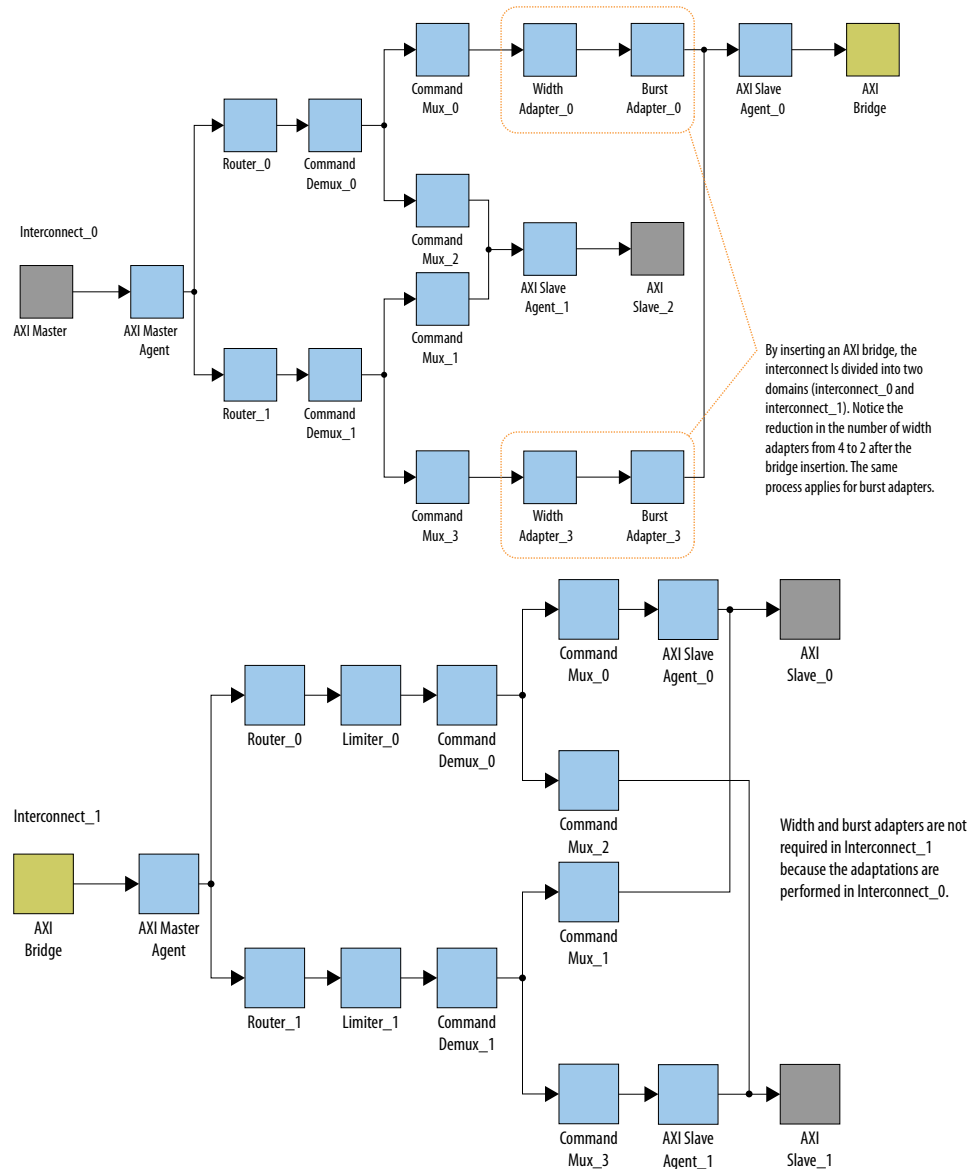 Command
Mux_0
Width
Adapter_0
Burst
Adapter_0
AXI Slave
Agent_0
AXI
Bridge
Router_0
Command
Demux_0
Command
Mux_2
Interconnect_0
AXI Slave
Agent_1
AXI
Slave_2
AXI Master
AXI Master
Agent
Command
Mux_1
Router_1
Command
Demux_1
By inserting an AXI bridge, the
interconnect Is divided into two
domains (interconnect_0 and
interconnect_1). Notice the
reduction in the number of width
adapters from 4 to 2 after the
bridge insertion. The same
process applies for burst adapters.
Command
Mux_3
Width
Adapter_3
Burst
Adapter_3
Command
Mux_0
AXI Slave
Agent_0
AXI
Slave_0
Router_0
Limiter_0
Command
Demux_0
Interconnect_1
Command
Mux_2
Width and burst adapters are not
required in Interconnect_1
because the adaptations are
performed in Interconnect_0.
AXI
Bridge
AXI Master
Agent
Command
Mux_1
Router_1
Limiter_1
Command
Demux_1
Command
Mux_3
AXI Slave
Agent_1
AXI
Slave_1